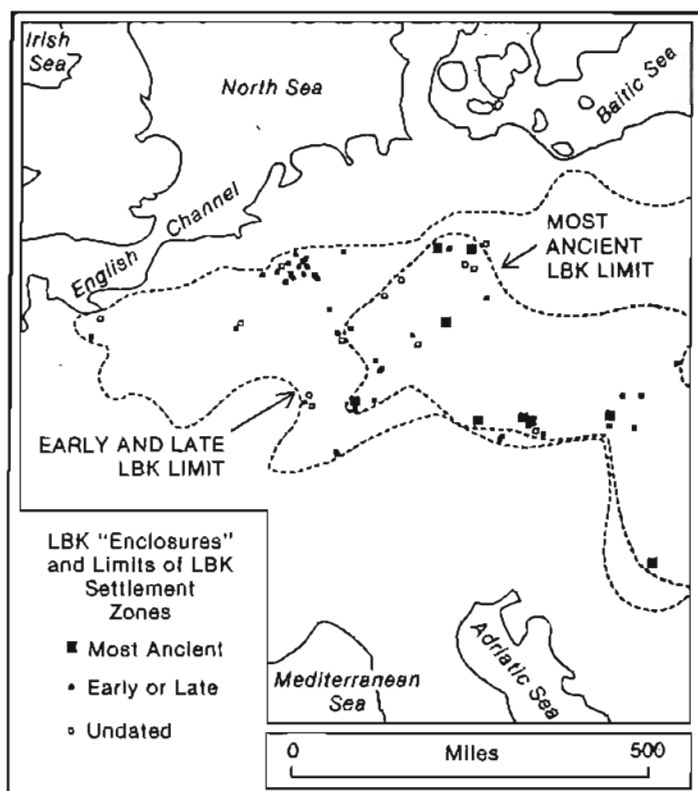 Irish
Sea
North Sea
Baltic Sea
English Channel
MOST
ANCIENT
LBK LIMIT
EARLY AND LATE
LBK LIMIT
LBK "Enclosures"
and Limits of LBK
Settlement
Zones
Most Ancient
Early or Late
Undated
Mediterranean
Sea
Adriatic Sea
0 Miles 500